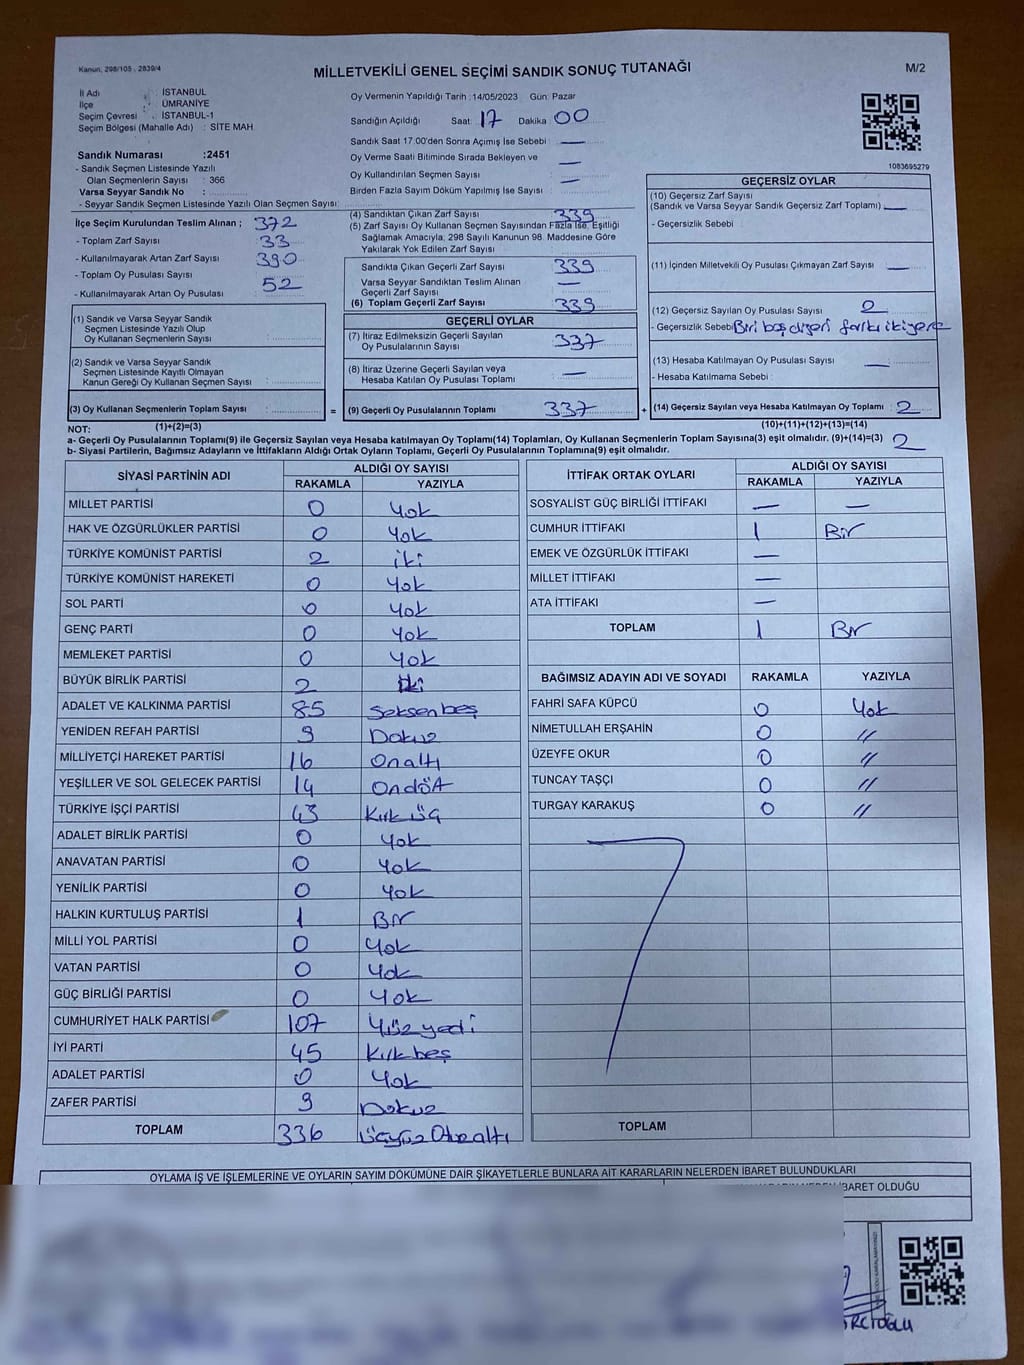 Kanun, 298/105 , 2839/4
MİLLETVEKİLİ GENEL SEÇİMİ SANDIK SONUÇ TUTANAĞI
M/2
İl Adı : İSTANBUL
İlçe : ÜMRANİYE
Seçim Çevresi : İSTANBUL-1
Seçim Bölgesi (Mahalle Adı) : SİTE MAH.
Oy Vermenin Yapıldığı Tarih : 14/05/2023 Gün: Pazar
Sandığın Açıldığı Saat: 17 Dakika 00
Sandık Saat 17:00'den Sonra Açımış İse Sebebi : —
Oy Verme Saati Bitiminde Sırada Bekleyen ve
Oy Kullandırılan Seçmen Sayısı : —
Birden Fazla Sayım Döküm Yapılmış İse Sayısı : —
1083695279
Sandık Numarası :2451
- Sandık Seçmen Listesinde Yazılı
Olan Seçmenlerin Sayısı : 366
Varsa Seyyar Sandık No :
- Seyyar Sandık Seçmen Listesinde Yazılı Olan Seçmen Sayısı:
İlçe Seçim Kurulundan Teslim Alınan ; 372
- Toplam Zarf Sayısı 33
- Kullanılmayarak Artan Zarf Sayısı 390
- Toplam Oy Pusulası Sayısı 52
- Kullanılmayarak Artan Oy Pusulası
(1) Sandık ve Varsa Seyyar Sandık
Seçmen Listesinde Yazılı Olup
Oy Kullanan Seçmenlerin Sayısı :
(2) Sandık ve Varsa Seyyar Sandık
Seçmen Listesinde Kayıtlı Olmayan
Kanun Gereği Oy Kullanan Seçmen Sayısı :
(3) Oy Kullanan Seçmenlerin Toplam Sayısı :
(1)+(2)=(3)
(4) Sandıktan Çıkan Zarf Sayısı 339
(5) Zarf Sayısı Oy Kullanan Seçmen Sayısından Fazla İse, Eşitliği
Sağlamak Amacıyla; 298 Sayılı Kanunun 98. Maddesine Göre
Yakılarak Yok Edilen Zarf Sayısı :
Sandıkta Çıkan Geçerli Zarf Sayısı 339
Varsa Seyyar Sandıktan Teslim Alınan
Geçerli Zarf Sayısı —
(6) Toplam Geçerli Zarf Sayısı 339
GEÇERLİ OYLAR
(7) İtiraz Edilmeksizin Geçerli Sayılan
Oy Pusulalarının Sayısı 337
(8) İtiraz Üzerine Geçerli Sayılan veya
Hesaba Katılan Oy Pusulası Toplamı —
= (9) Geçerli Oy Pusulalarının Toplamı 337 +
GEÇERSİZ OYLAR
(10) Geçersiz Zarf Sayısı
(Sandık ve Varsa Seyyar Sandık Geçersiz Zarf Toplamı) —
- Geçersizlik Sebebi
(11) İçinden Milletvekili Oy Pusulası Çıkmayan Zarf Sayısı —
(12) Geçersiz Sayılan Oy Pusulası Sayısı 2
- Geçersizlik Sebebi Biri boş diğeri farklı iki yere
(13) Hesaba Katılmayan Oy Pusulası Sayısı —
- Hesaba Katılmama Sebebi :
(14) Geçersiz Sayılan veya Hesaba Katılmayan Oy Toplamı : 2
(10)+(11)+(12)+(13)=(14)
NOT:
a- Geçerli Oy Pusulalarının Toplamı(9) ile Geçersiz Sayılan veya Hesaba katılmayan Oy Toplamı(14) Toplamları, Oy Kullanan Seçmenlerin Toplam Sayısına(3) eşit olmalıdır. (9)+(14)=(3) 2
b- Siyasi Partilerin, Bağımsız Adayların ve İttifakların Aldığı Ortak Oyların Toplamı, Geçerli Oy Pusulalarının Toplamına(9) eşit olmalıdır.
SİYASİ PARTİNİN ADI ALDIĞI OY SAYISI
RAKAMLA YAZIYLA
MİLLET PARTİSİ 0 Yok
HAK VE ÖZGÜRLÜKLER PARTİSİ 0 Yok
TÜRKİYE KOMÜNİST PARTİSİ 2 iki
TÜRKİYE KOMÜNİST HAREKETİ 0 Yok
SOL PARTİ 0 Yok
GENÇ PARTİ 0 Yok
MEMLEKET PARTİSİ 0 Yok
BÜYÜK BİRLİK PARTİSİ 2 iki
ADALET VE KALKINMA PARTİSİ 85 Seksen beş
YENİDEN REFAH PARTİSİ 9 Dokuz
MİLLİYETÇİ HAREKET PARTİSİ 16 Onaltı
YEŞİLLER VE SOL GELECEK PARTİSİ 14 Ondört
TÜRKİYE İŞÇİ PARTİSİ 43 Kırk üç
ADALET BİRLİK PARTİSİ 0 Yok
ANAVATAN PARTİSİ 0 Yok
YENİLİK PARTİSİ 0 Yok
HALKIN KURTULUŞ PARTİSİ 1 Bir
MİLLİ YOL PARTİSİ 0 Yok
VATAN PARTİSİ 0 Yok
GÜÇ BİRLİĞİ PARTİSİ 0 Yok
CUMHURİYET HALK PARTİSİ 107 Yüz yedi
İYİ PARTİ 45 Kırk beş
ADALET PARTİSİ 0 Yok
ZAFER PARTİSİ 9 Dokuz
TOPLAM 336 Üçyüz Otuzaltı
İTTİFAK ORTAK OYLARI ALDIĞI OY SAYISI
RAKAMLA YAZIYLA
SOSYALİST GÜÇ BİRLİĞİ İTTİFAKI — —
CUMHUR İTTİFAKI 1 Bir
EMEK VE ÖZGÜRLÜK İTTİFAKI —
MİLLET İTTİFAKI —
ATA İTTİFAKI —
TOPLAM 1 Bir
BAĞIMSIZ ADAYIN ADI VE SOYADI RAKAMLA YAZIYLA
FAHRİ SAFA KÜPCÜ 0 Yok
NİMETULLAH ERŞAHİN 0 //
ÜZEYFE OKUR 0 //
TUNCAY TAŞÇI 0 //
TURGAY KARAKUŞ 0 //
TOPLAM
OYLAMA İŞ VE İŞLEMLERİNE VE OYLARIN SAYIM DÖKÜMÜNE DAİR ŞİKAYETLERLE BUNLARA AİT KARARLARIN NELERDEN İBARET BULUNDUKLARI
İBARET OLDUĞU